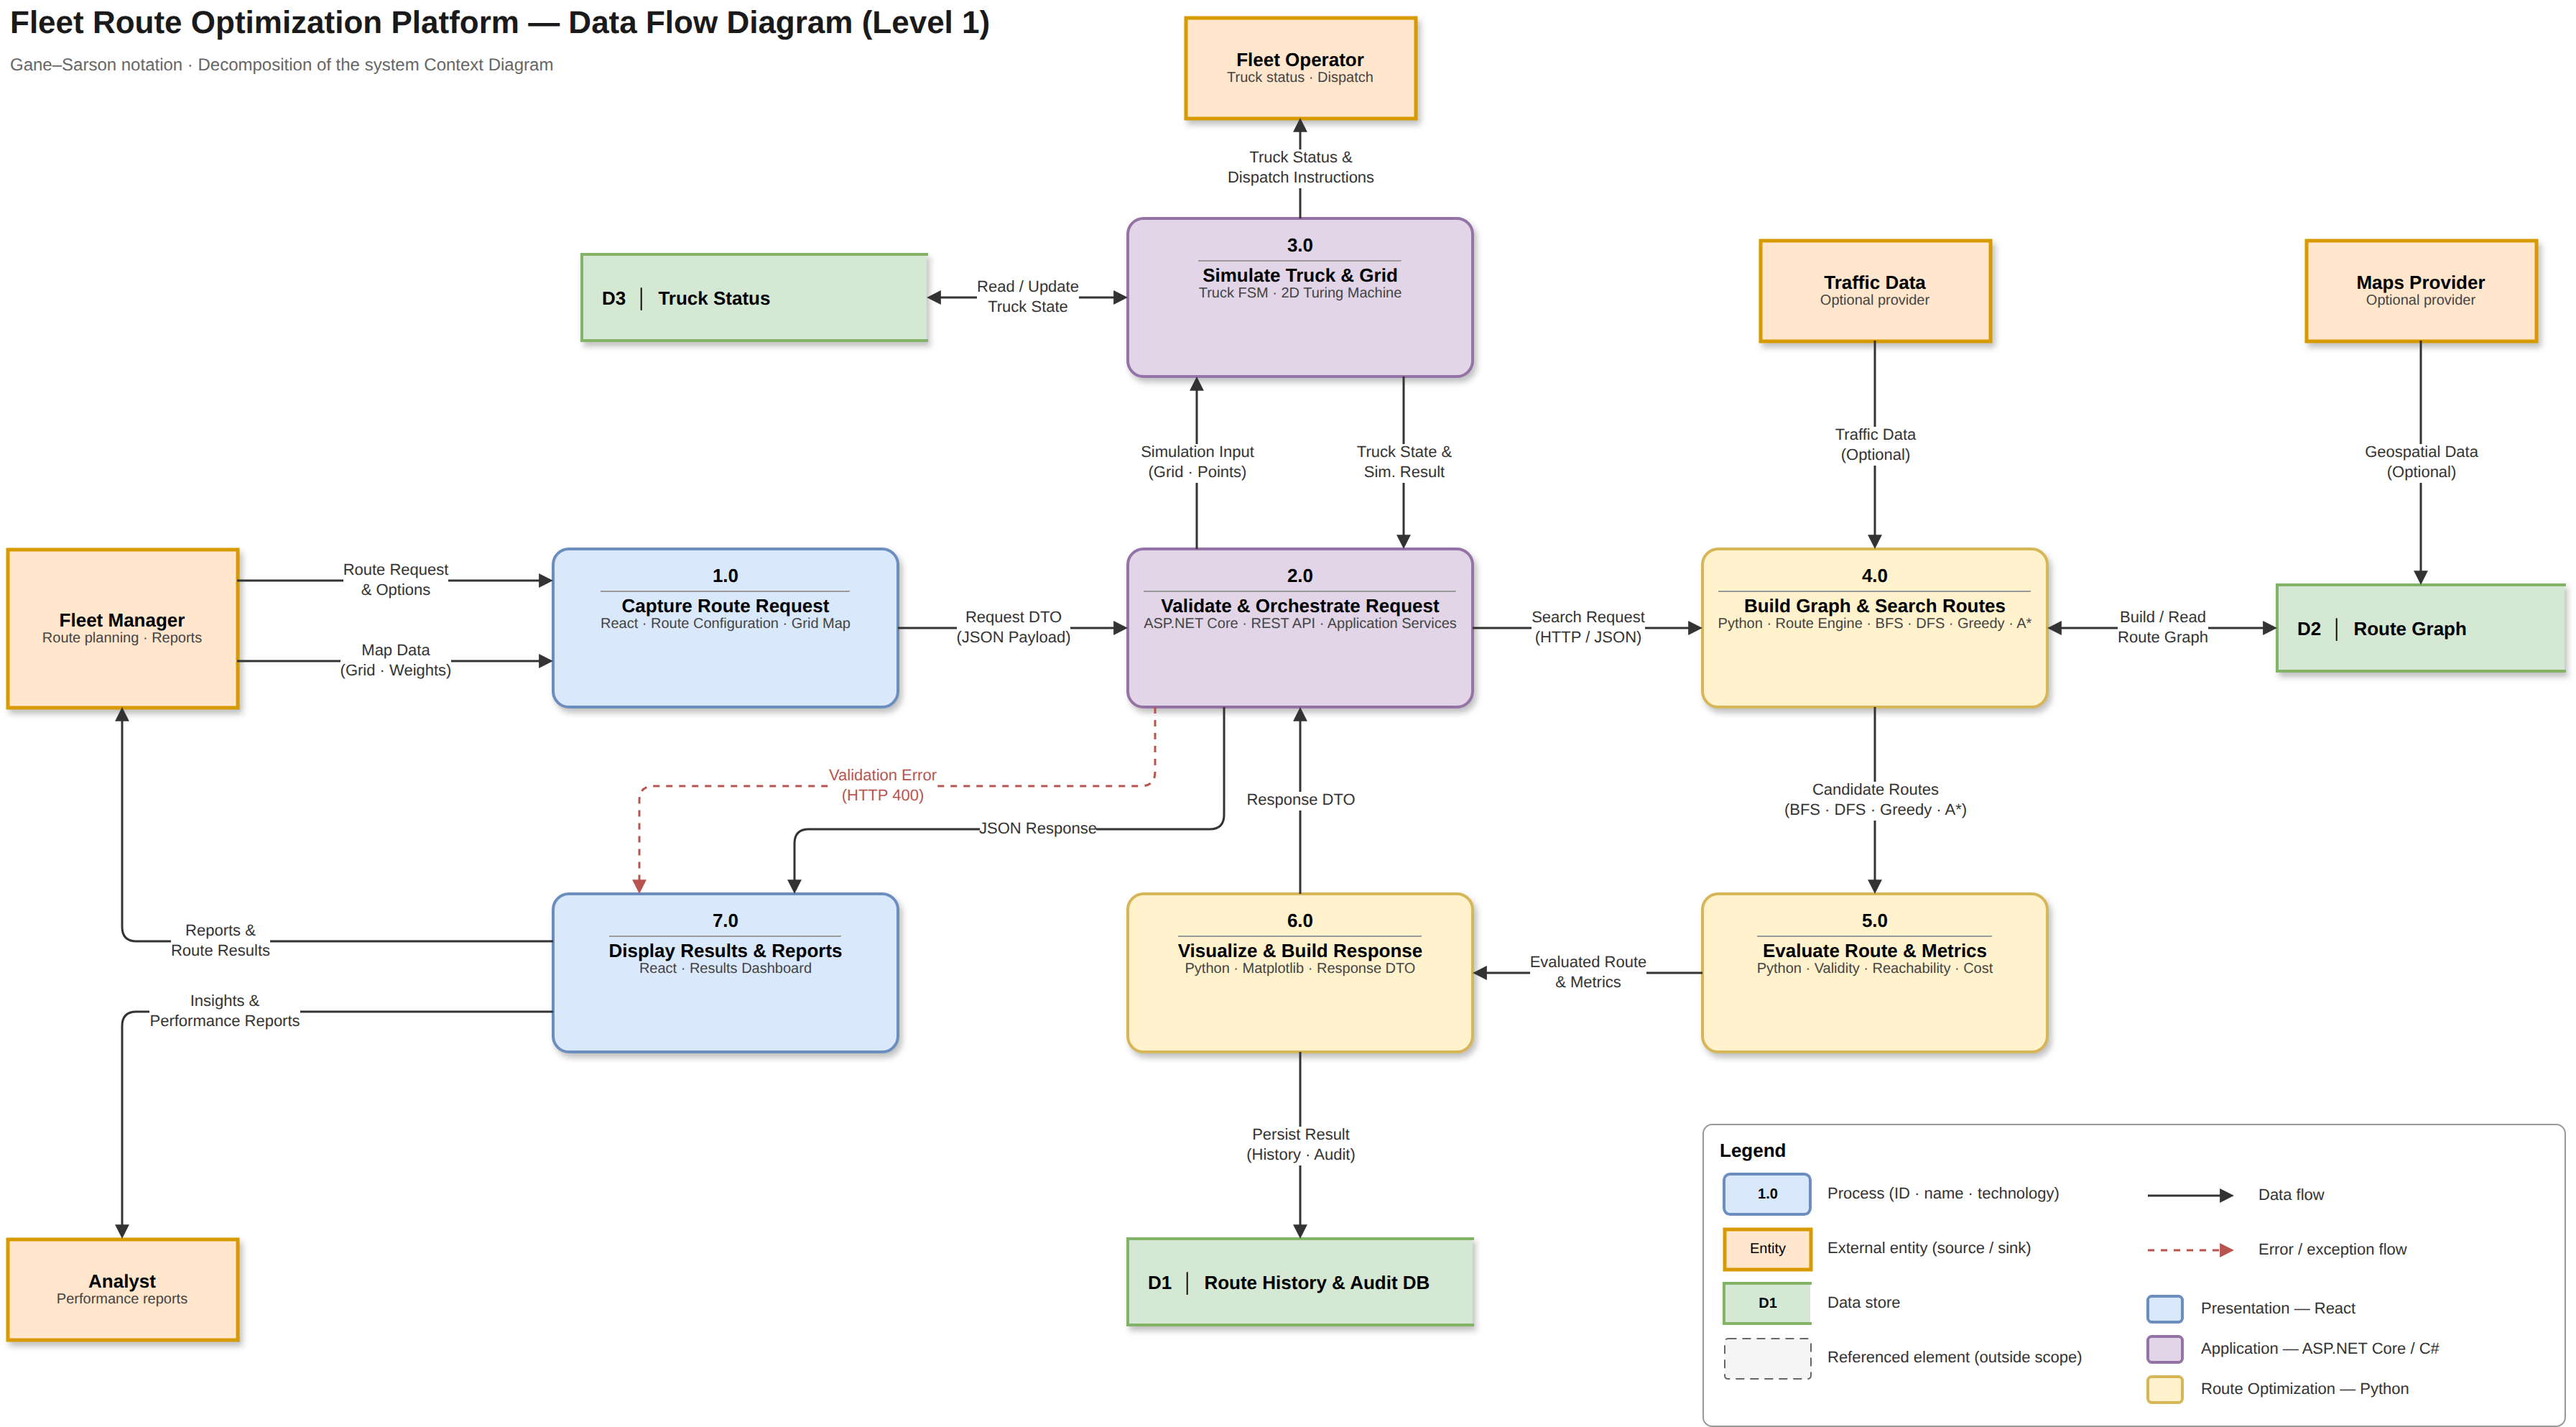 Fleet Route Optimization Platform — Data Flow Diagram (Level 1)
Gane–Sarson notation · Decomposition of the system Context Diagram
Fleet Operator
Truck status · Dispatch
Truck Status &
Dispatch Instructions
3.0
Simulate Truck & Grid
Truck FSM · 2D Turing Machine
D3 | Truck Status
Read / Update
Truck State
Traffic Data
Optional provider
Maps Provider
Optional provider
Simulation Input
(Grid · Points)
Truck State &
Sim. Result
Traffic Data
(Optional)
Geospatial Data
(Optional)
Fleet Manager
Route planning · Reports
Route Request
& Options
Map Data
(Grid · Weights)
1.0
Capture Route Request
React · Route Configuration · Grid Map
Request DTO
(JSON Payload)
2.0
Validate & Orchestrate Request
ASP.NET Core · REST API · Application Services
Search Request
(HTTP / JSON)
4.0
Build Graph & Search Routes
Python · Route Engine · BFS · DFS · Greedy · A*
Build / Read
Route Graph
D2 | Route Graph
Validation Error
(HTTP 400)
JSON Response
Response DTO
Candidate Routes
(BFS · DFS · Greedy · A*)
Reports &
Route Results
Insights &
Performance Reports
7.0
Display Results & Reports
React · Results Dashboard
6.0
Visualize & Build Response
Python · Matplotlib · Response DTO
Evaluated Route
& Metrics
5.0
Evaluate Route & Metrics
Python · Validity · Reachability · Cost
Persist Result
(History · Audit)
Analyst
Performance reports
D1 | Route History & Audit DB
Legend
1.0
Process (ID · name · technology)
Entity
External entity (source / sink)
D1
Data store
Referenced element (outside scope)
Data flow
Error / exception flow
Presentation — React
Application — ASP.NET Core / C#
Route Optimization — Python